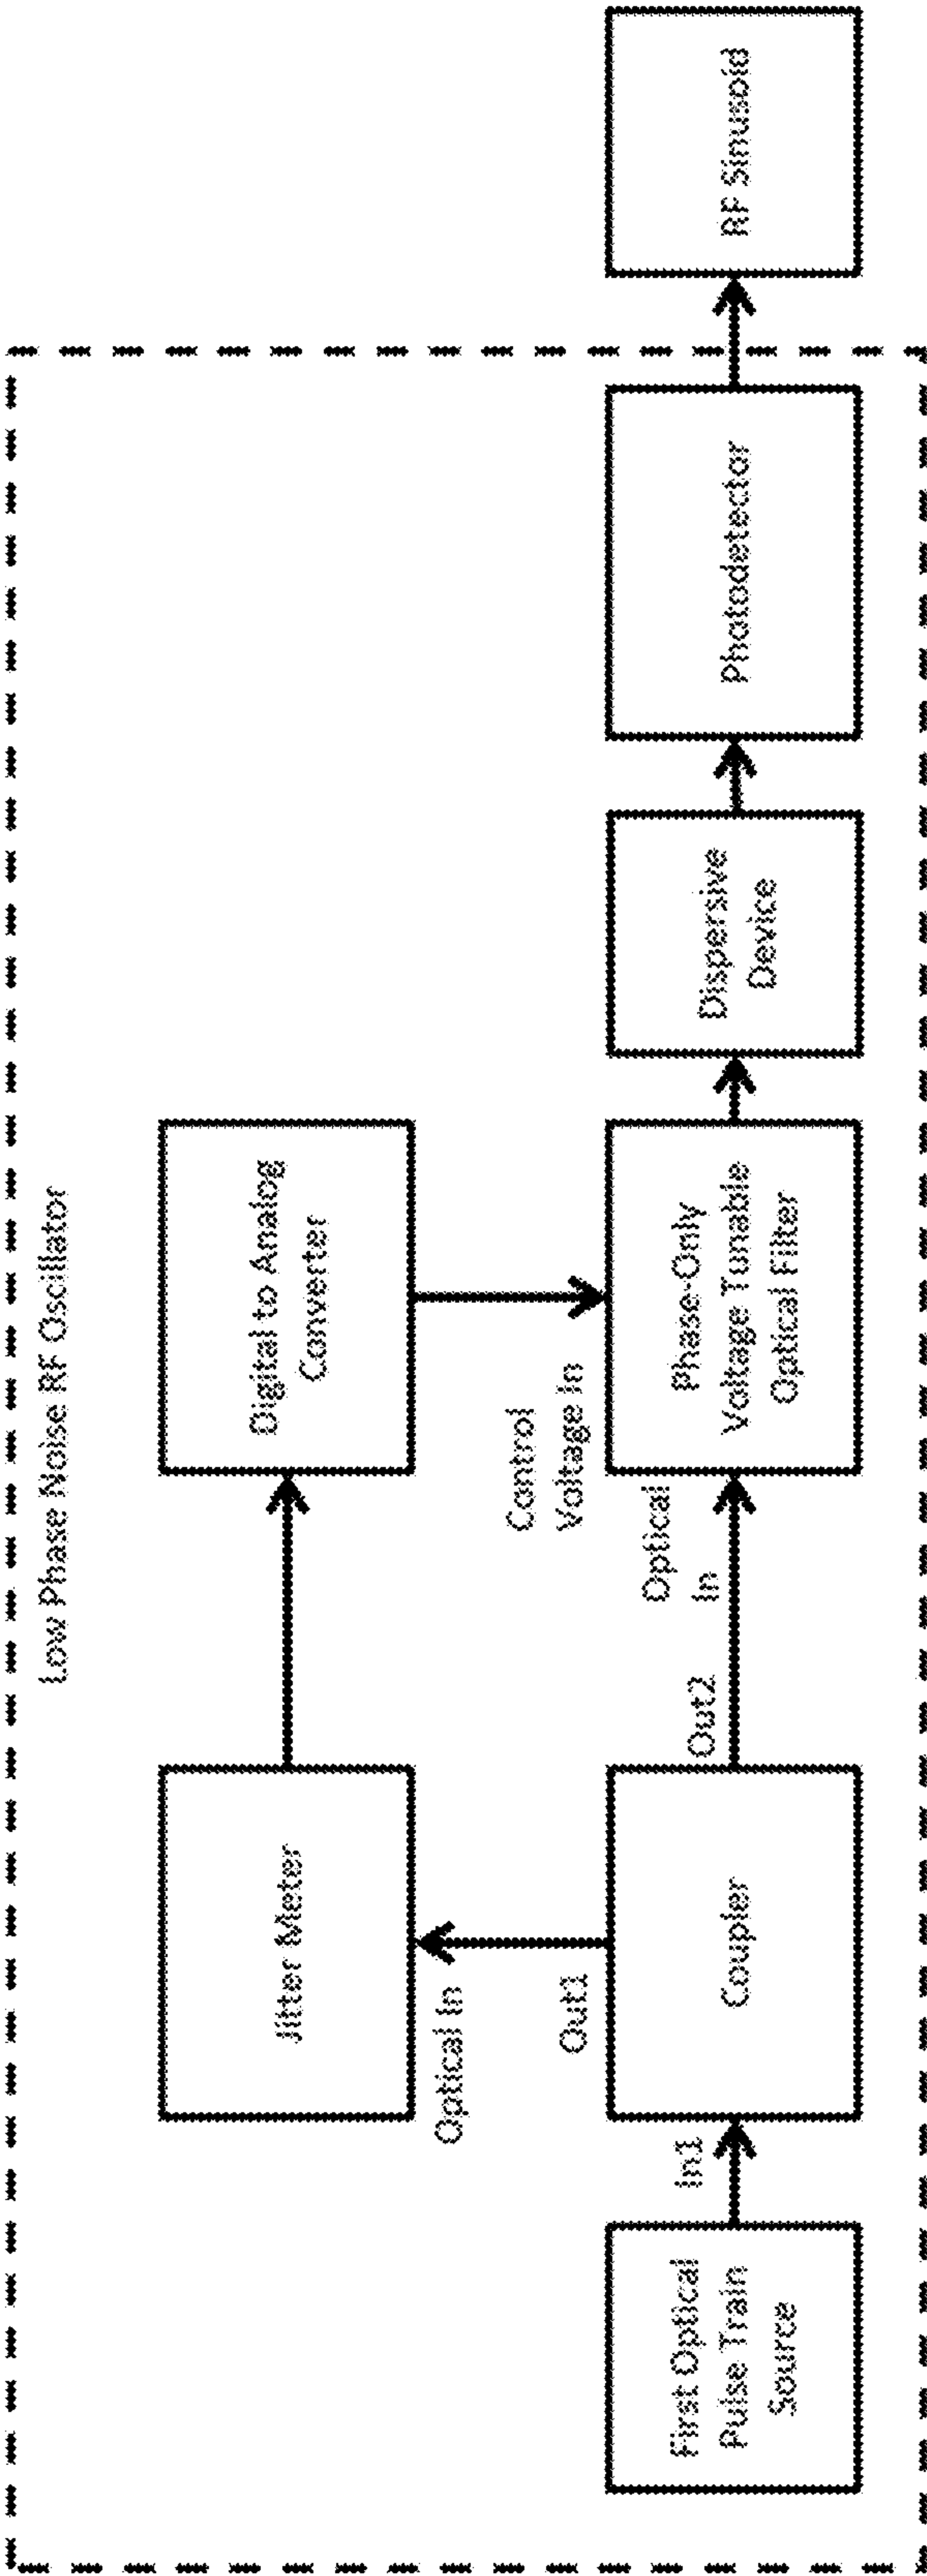 Low Phase Noise RF Oscillator
Jitter Meter
Digital to Analog
Converter
Optical In
Out1
Control
Voltage In
First Optical
Pulse Train
Source
In1
Coupler
Out2
Optical
In
Phase-Only
Voltage Tunable
Optical Filter
Dispersive
Device
Photodetector
RF Sinusoid